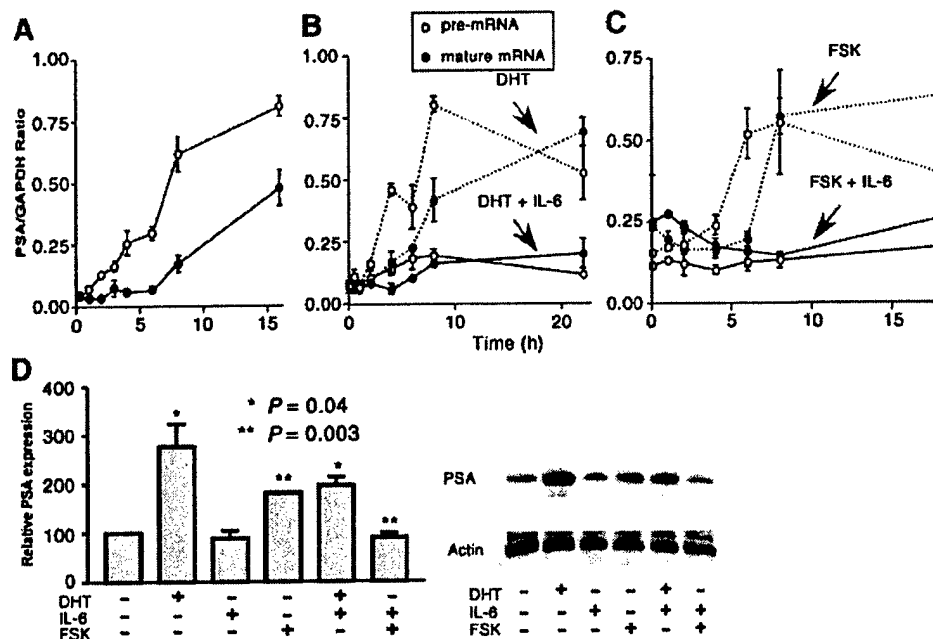 A
B
C
pre-mRNA
mature mRNA
PSA/GAPDH Ratio
1.00
0.75
0.50
0.25
0.00
0 5 10 15
1.00
0.75
0.50
0.25
0.00
0 10 20
DHT
DHT + IL-6
Time (h)
0.75
0.50
0.25
0.00
0 5 10 15
FSK
FSK + IL-6
D
Relative PSA expression
400
300
200
100
0
* P = 0.04
** P = 0.003
*
**
*
**
DHT - + - - + -
IL-6 - - + - + +
FSK - - - + - +
PSA
Actin
DHT - + - - + -
IL-6 - - + - + +
FSK - - - + - +